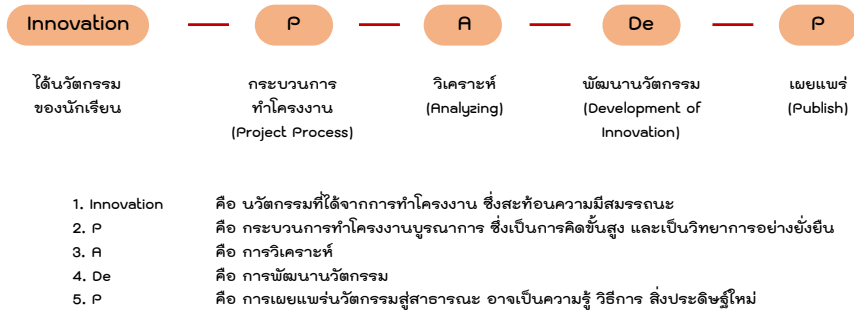 Innovation — P — A — De — P
ได้นวัตกรรม กระบวนการ วิเคราะห์ พัฒนานวัตกรรม เผยแพร่
ของนักเรียน ทำโครงงาน (Analyzing) (Development of (Publish)
(Project Process) Innovation)
1. Innovation คือ นวัตกรรมที่ได้จากการทำโครงงาน ซึ่งสะท้อนความมีสมรรถนะ
2. P คือ กระบวนการทำโครงงานบูรณาการ ซึ่งเป็นการคิดขั้นสูง และเป็นวิทยาการอย่างยั่งยืน
3. A คือ การวิเคราะห์
4. De คือ การพัฒนานวัตกรรม
5. P คือ การเผยแพร่นวัตกรรมสู่สาธารณะ อาจเป็นความรู้ วิธีการ สิ่งประดิษฐ์ใหม่